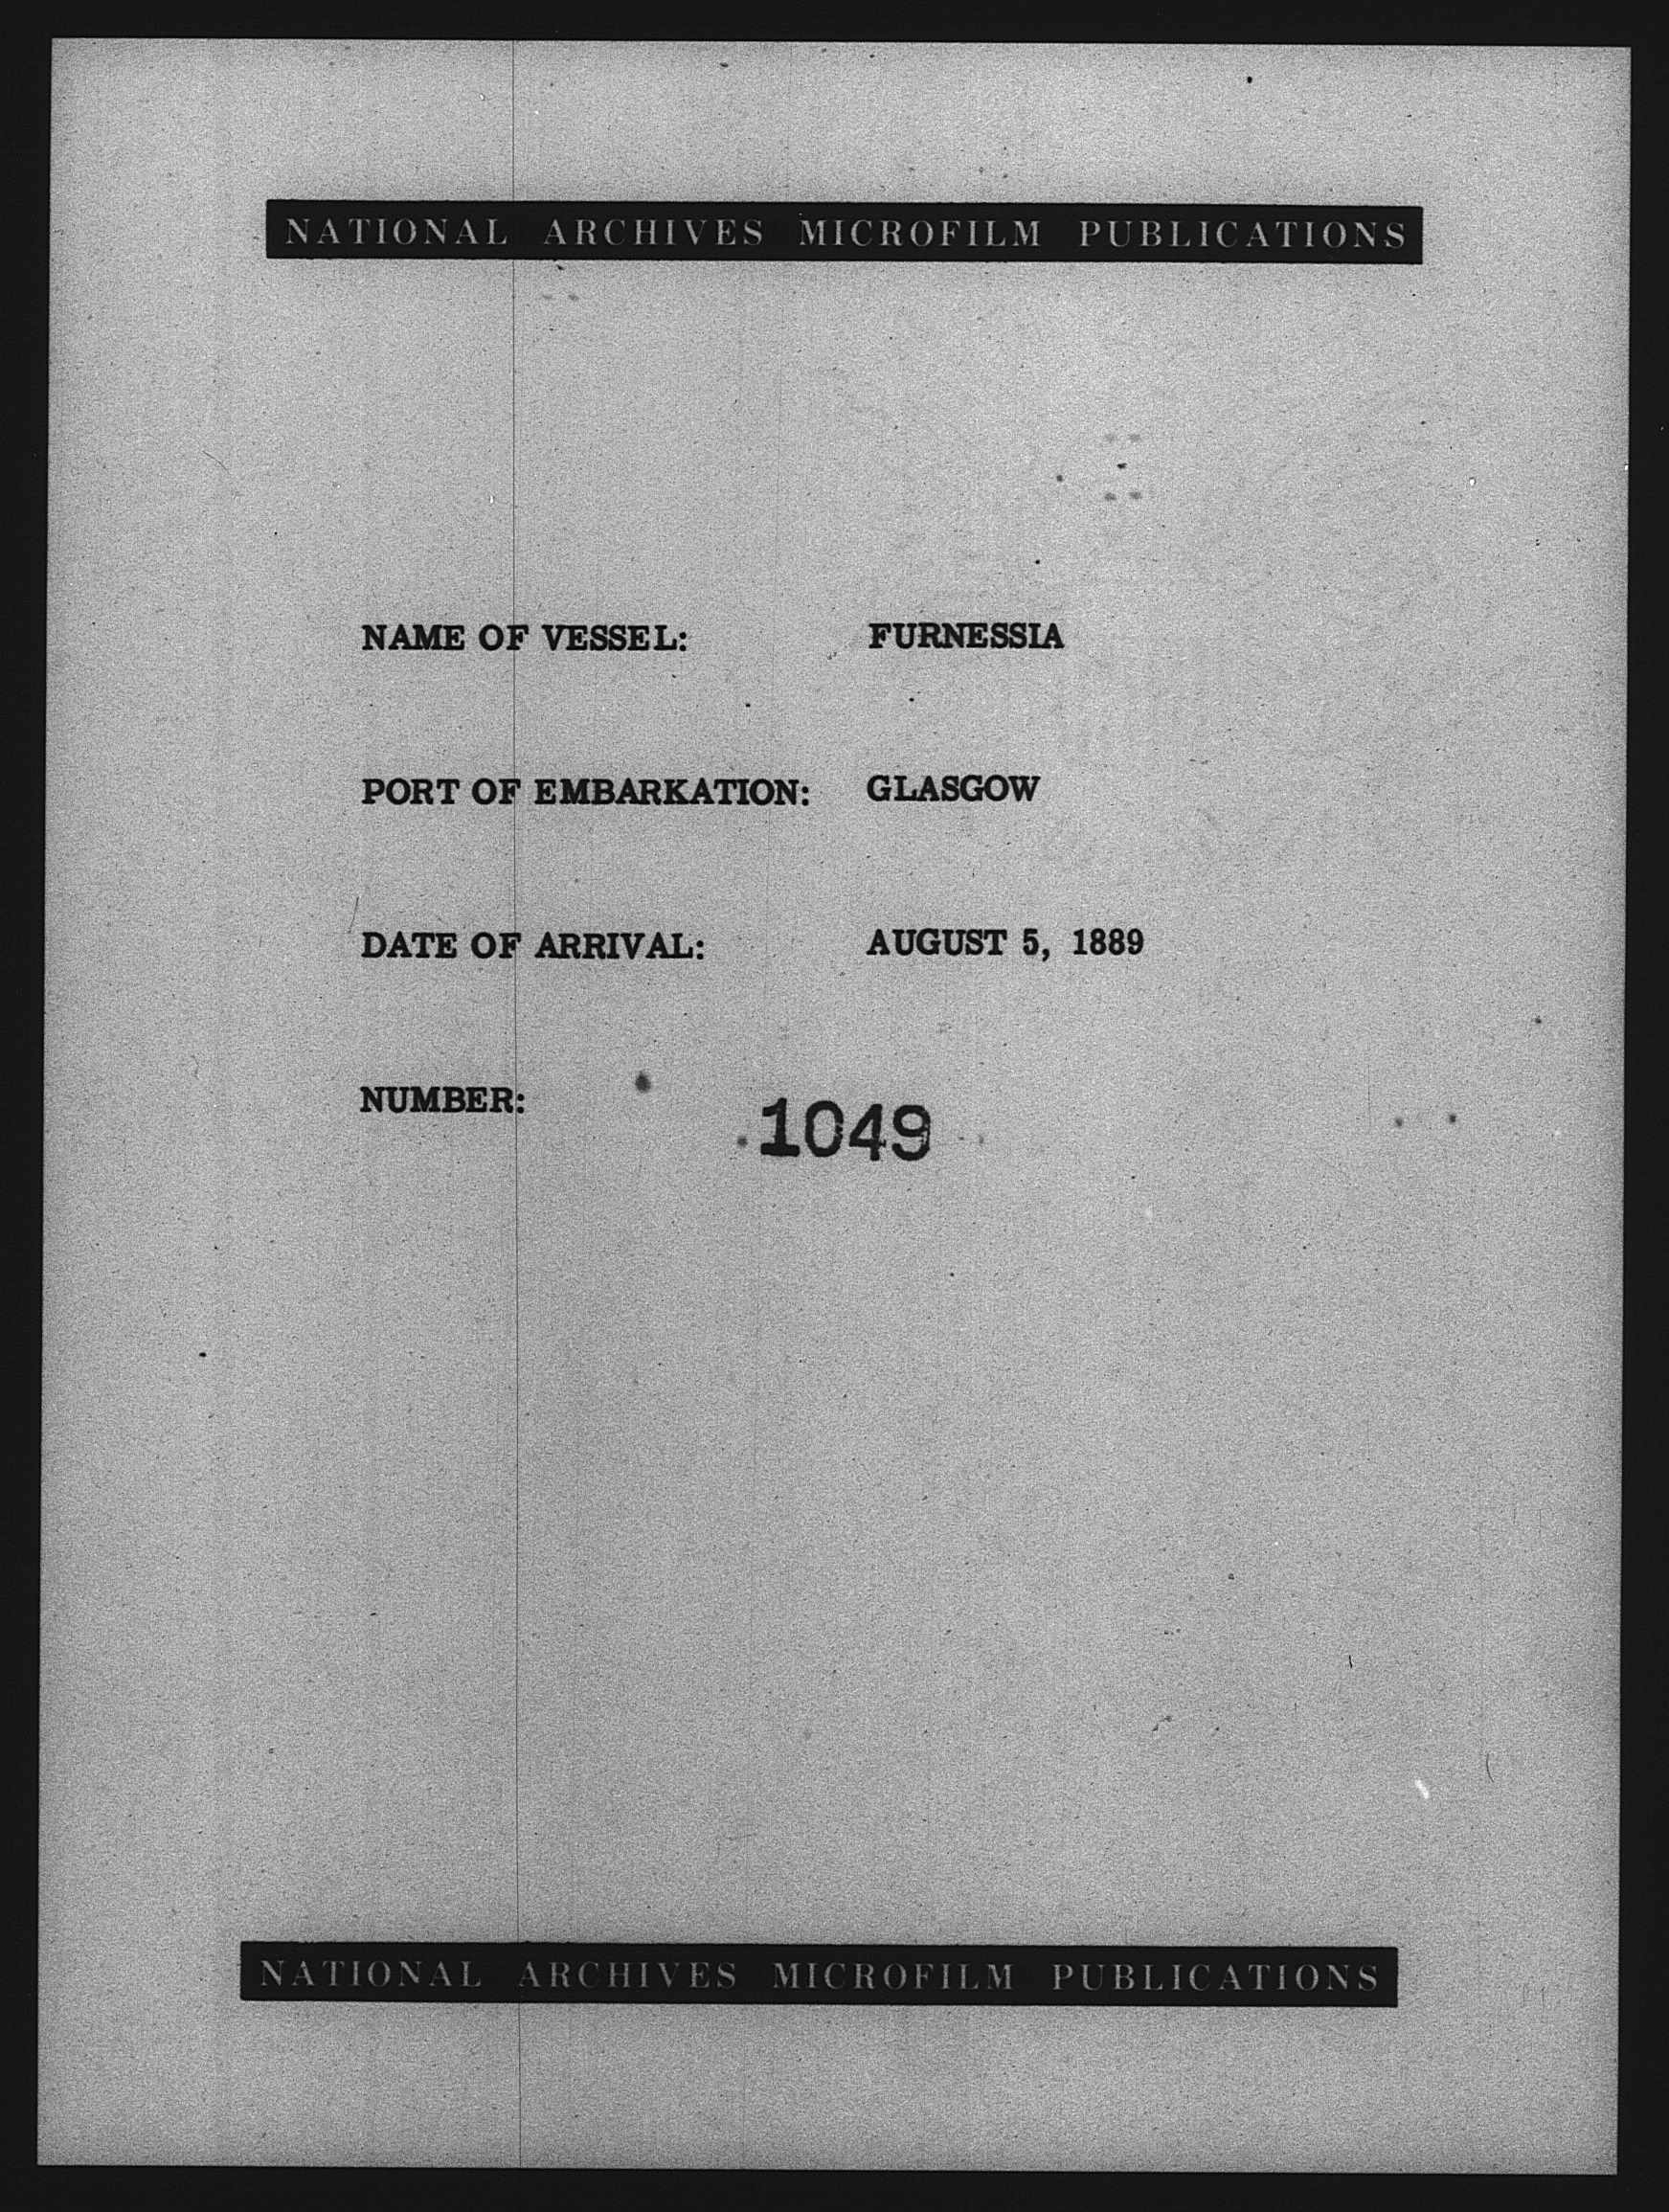 NATIONAL ARCHIVES MICROFILM PUBLICATIONS
NAME OF VESSEL: FURNESSIA
PORT OF EMBARKATION: GLASGOW
DATE OF ARRIVAL: AUGUST 5, 1889
NUMBER: 1049
NATIONAL ARCHIVES MICROFILM PUBLICATIONS